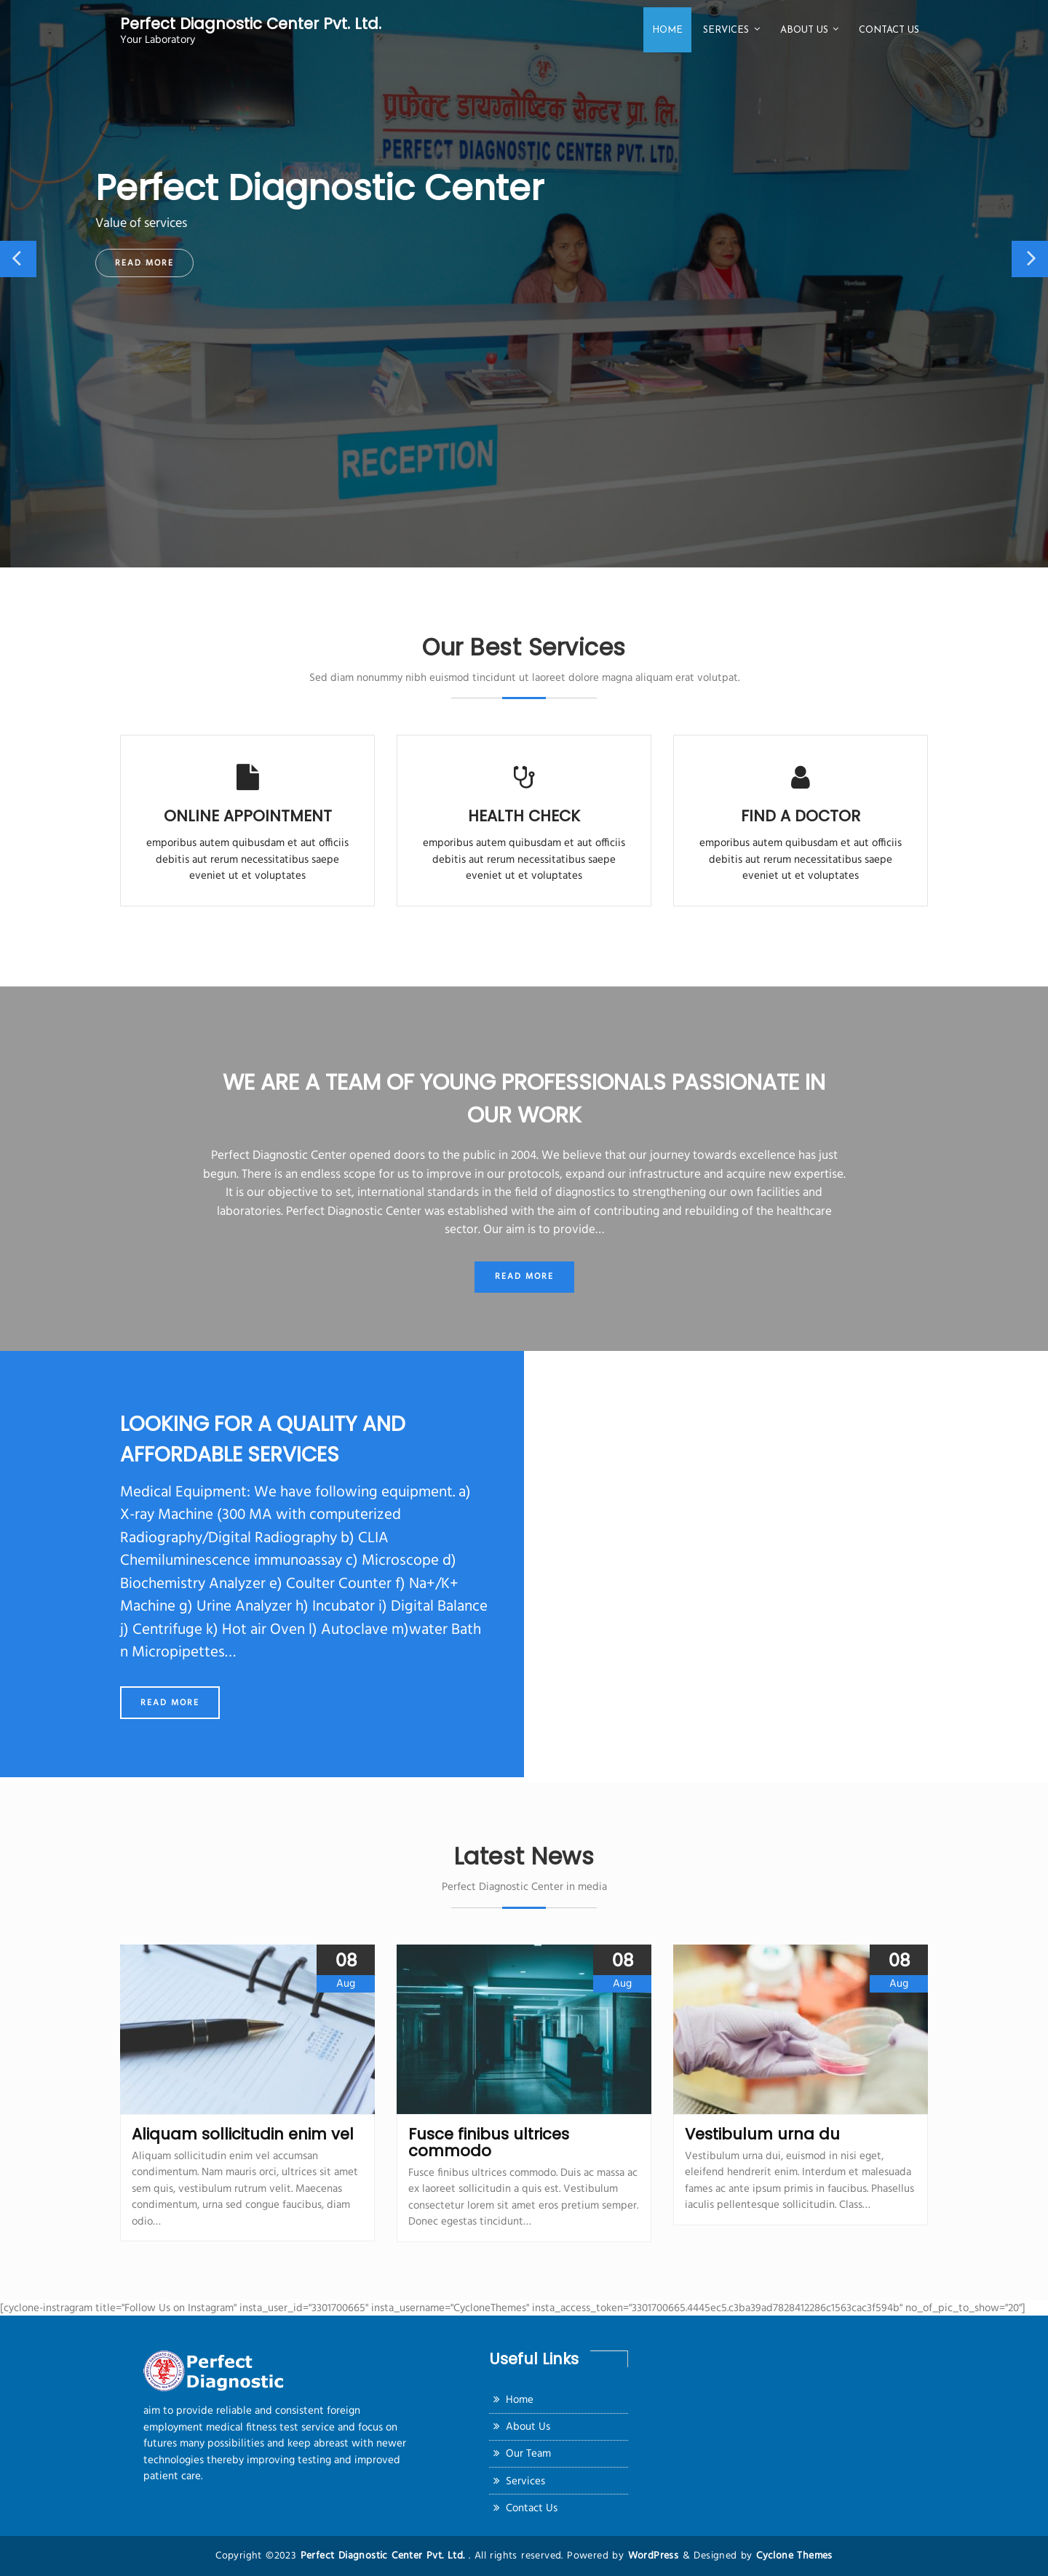 Perfect Diagnostic Center Pvt. Ltd.
Your Laboratory
HOME
SERVICES
ABOUT US
CONTACT US
प्रफेक्ट डायग्नोष्टिक सेन्टर प्रा. लि.
PERFECT DIAGNOSTIC CENTER PVT. LTD.
Perfect Diagnostic Center
Value of services
READ MORE
ViewSonic
RECEPTION
Our Best Services
Sed diam nonummy nibh euismod tincidunt ut laoreet dolore magna aliquam erat volutpat.
ONLINE APPOINTMENT
emporibus autem quibusdam et aut officiis
debitis aut rerum necessitatibus saepe
eveniet ut et voluptates
HEALTH CHECK
emporibus autem quibusdam et aut officiis
debitis aut rerum necessitatibus saepe
eveniet ut et voluptates
FIND A DOCTOR
emporibus autem quibusdam et aut officiis
debitis aut rerum necessitatibus saepe
eveniet ut et voluptates
WE ARE A TEAM OF YOUNG PROFESSIONALS PASSIONATE IN
OUR WORK
Perfect Diagnostic Center opened doors to the public in 2004. We believe that our journey towards excellence has just
begun. There is an endless scope for us to improve in our protocols, expand our infrastructure and acquire new expertise.
It is our objective to set, international standards in the field of diagnostics to strengthening our own facilities and
laboratories. Perfect Diagnostic Center was established with the aim of contributing and rebuilding of the healthcare
sector. Our aim is to provide…
READ MORE
LOOKING FOR A QUALITY AND
AFFORDABLE SERVICES
Medical Equipment: We have following equipment. a)
X-ray Machine (300 MA with computerized
Radiography/Digital Radiography b) CLIA
Chemiluminescence immunoassay c) Microscope d)
Biochemistry Analyzer e) Coulter Counter f) Na+/K+
Machine g) Urine Analyzer h) Incubator i) Digital Balance
j) Centrifuge k) Hot air Oven l) Autoclave m)water Bath
n Micropipettes…
READ MORE
Latest News
Perfect Diagnostic Center in media
08
Aug
Aliquam sollicitudin enim vel
Aliquam sollicitudin enim vel accumsan
condimentum. Nam mauris orci, ultrices sit amet
sem quis, vestibulum rutrum velit. Maecenas
condimentum, urna sed congue faucibus, diam
odio…
08
Aug
Fusce finibus ultrices
commodo
Fusce finibus ultrices commodo. Duis ac massa ac
ex laoreet sollicitudin a quis est. Vestibulum
consectetur lorem sit amet eros pretium semper.
Donec egestas tincidunt…
08
Aug
Vestibulum urna du
Vestibulum urna dui, euismod in nisi eget,
eleifend hendrerit enim. Interdum et malesuada
fames ac ante ipsum primis in faucibus. Phasellus
iaculis pellentesque sollicitudin. Class…
[cyclone-instragram title="Follow Us on Instagram" insta_user_id="3301700665" insta_username="CycloneThemes" insta_access_token="3301700665.4445ec5.c3ba39ad7828412286c1563cac3f594b" no_of_pic_to_show="20"]
Perfect
Diagnostic
aim to provide reliable and consistent foreign
employment medical fitness test service and focus on
futures many possibilities and keep abreast with newer
technologies thereby improving testing and improved
patient care.
Useful Links
Home
About Us
Our Team
Services
Contact Us
Copyright ©2023 Perfect Diagnostic Center Pvt. Ltd. . All rights reserved. Powered by WordPress & Designed by Cyclone Themes